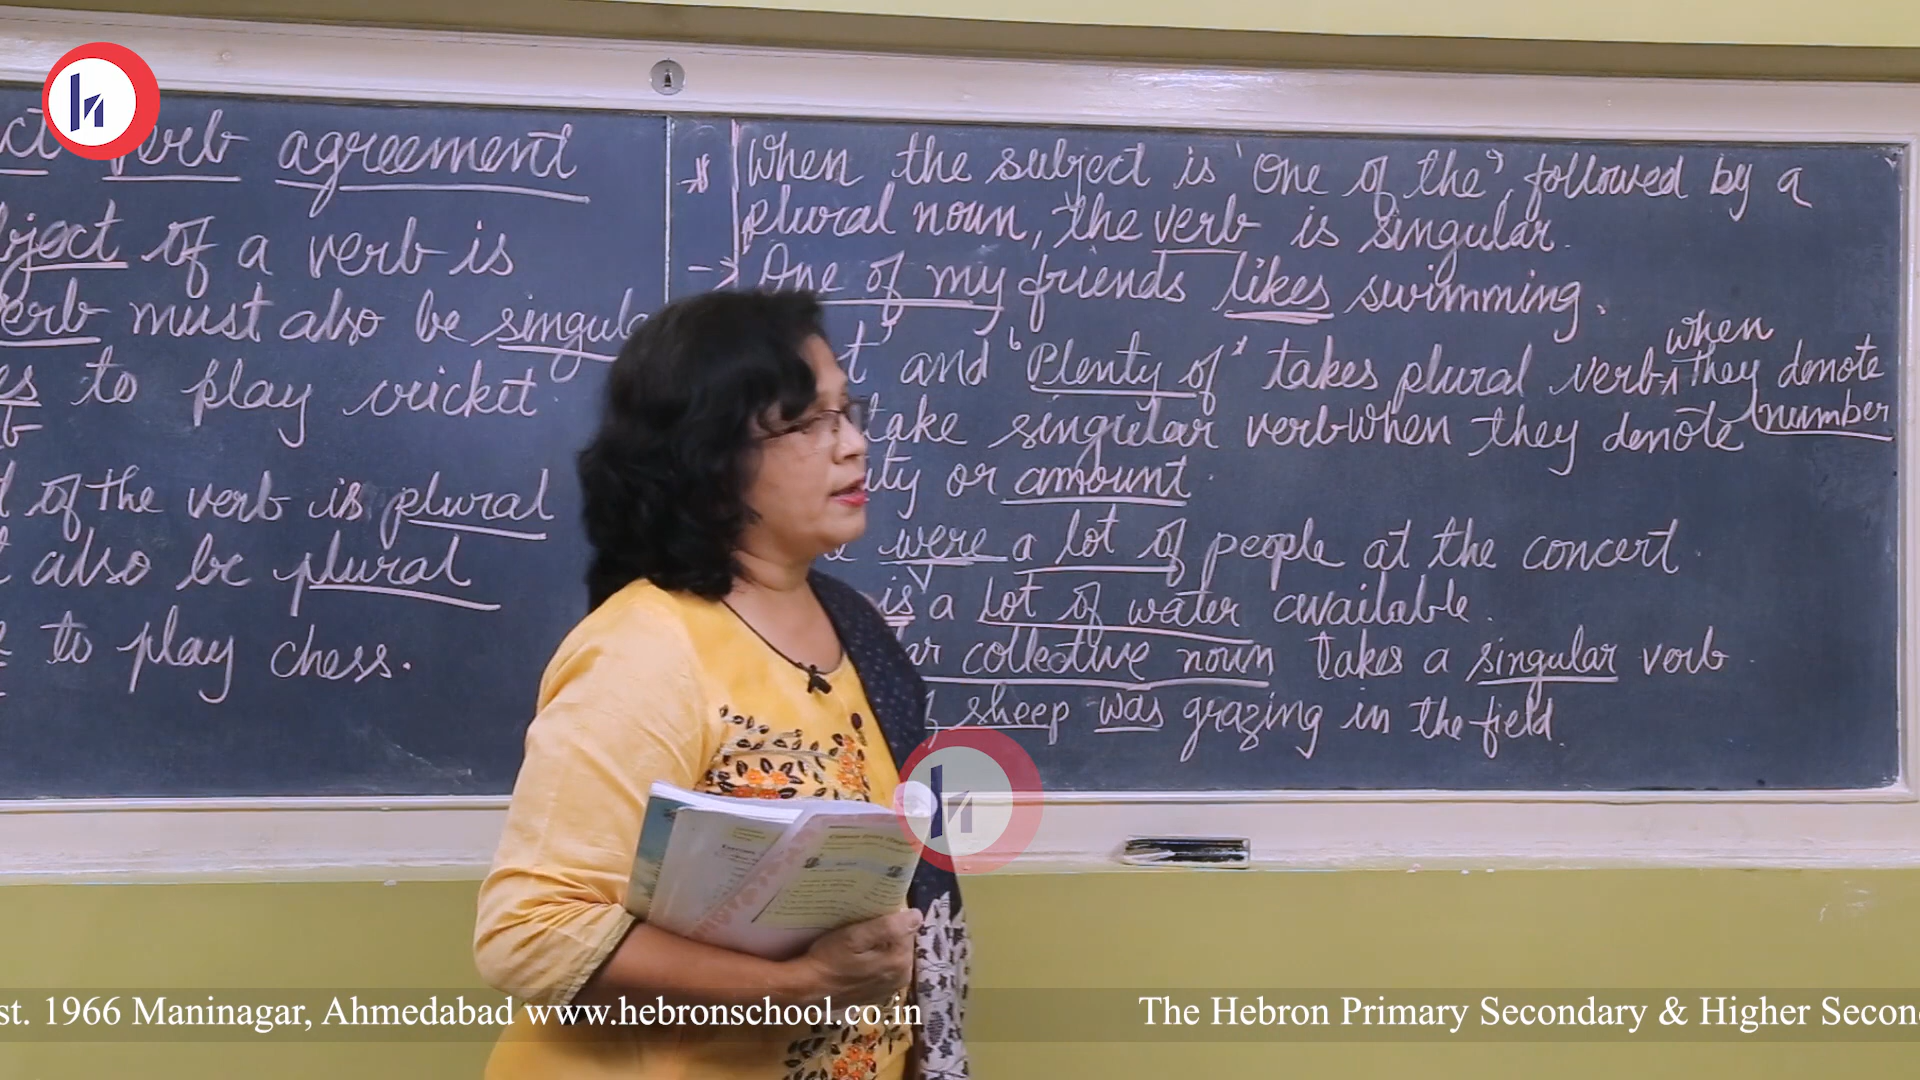 verb agreement
of a verb is
must also be
to play cricket
of the verb is plural
also be plural
to play chess.
When the subject is 'One of the', followed by a
plural noun, the verb is singular.
→ One of my friends likes swimming.
and 'Plenty of' takes plural verb when they denote
number
take singular verb when they denote
or amount.
were a lot of people at the concert.
is a lot of water available.
collective noun takes a singular verb
sheep was grazing in the field.
1966 Maninagar, Ahmedabad www.hebronschool.co.in
The Hebron Primary Secondary & Higher